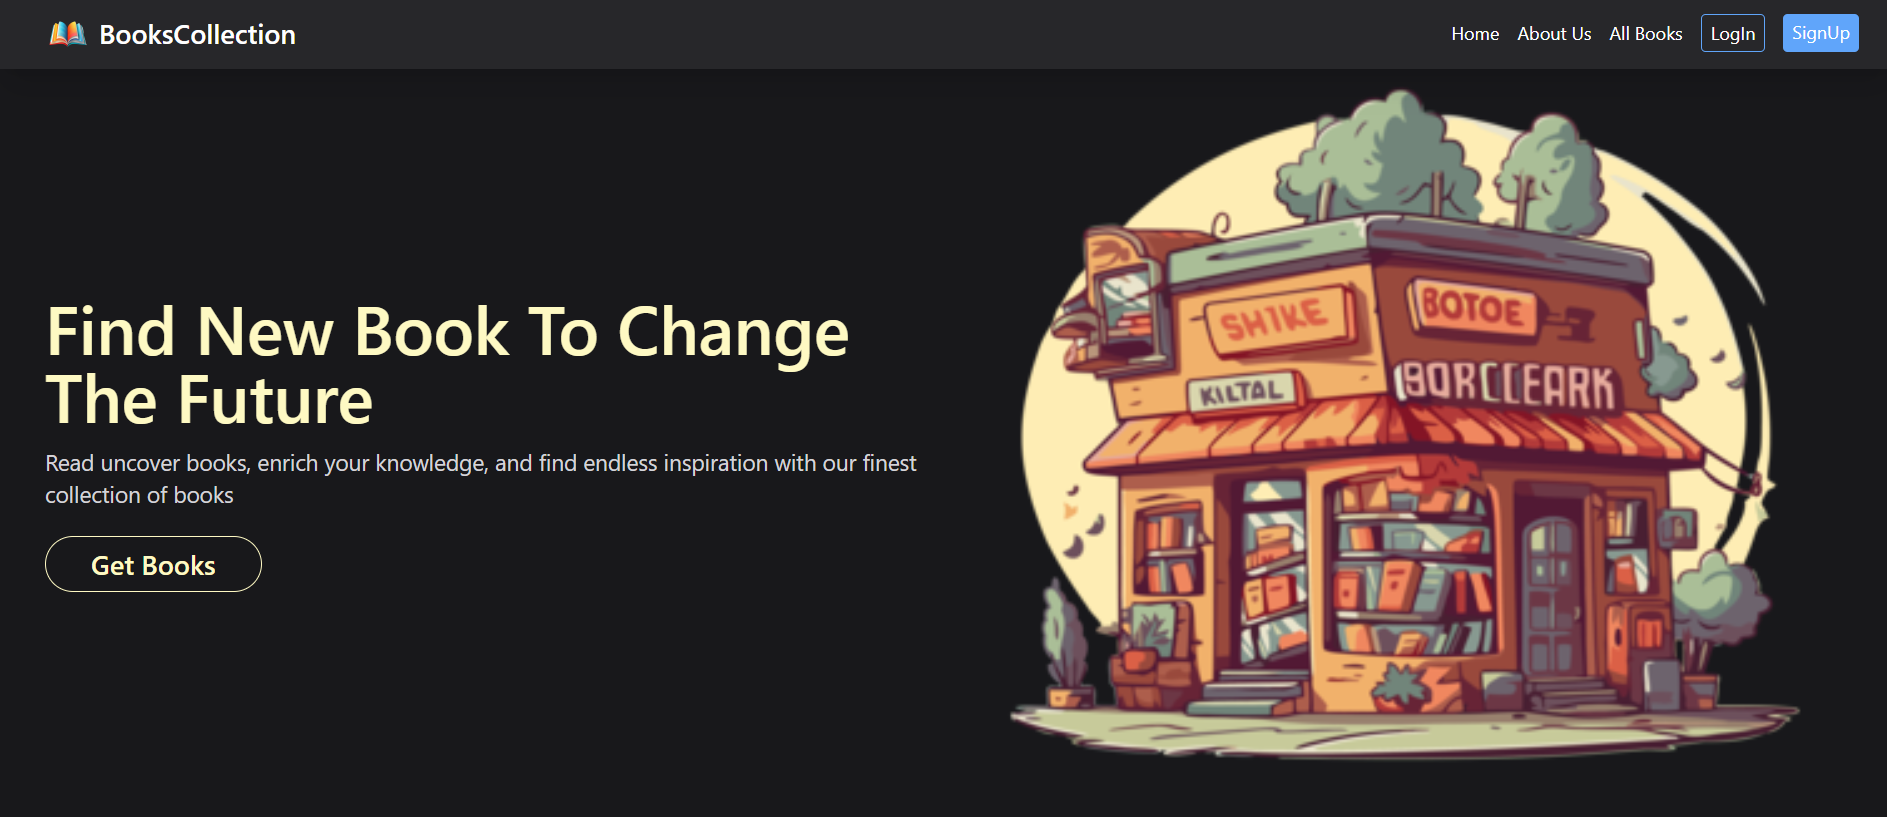 BooksCollection
Home
About Us
All Books
LogIn
SignUp
Find New Book To Change
The Future
Read uncover books, enrich your knowledge, and find endless inspiration with our finest
collection of books
Get Books
SHIKE
BOTOE
KILTAL